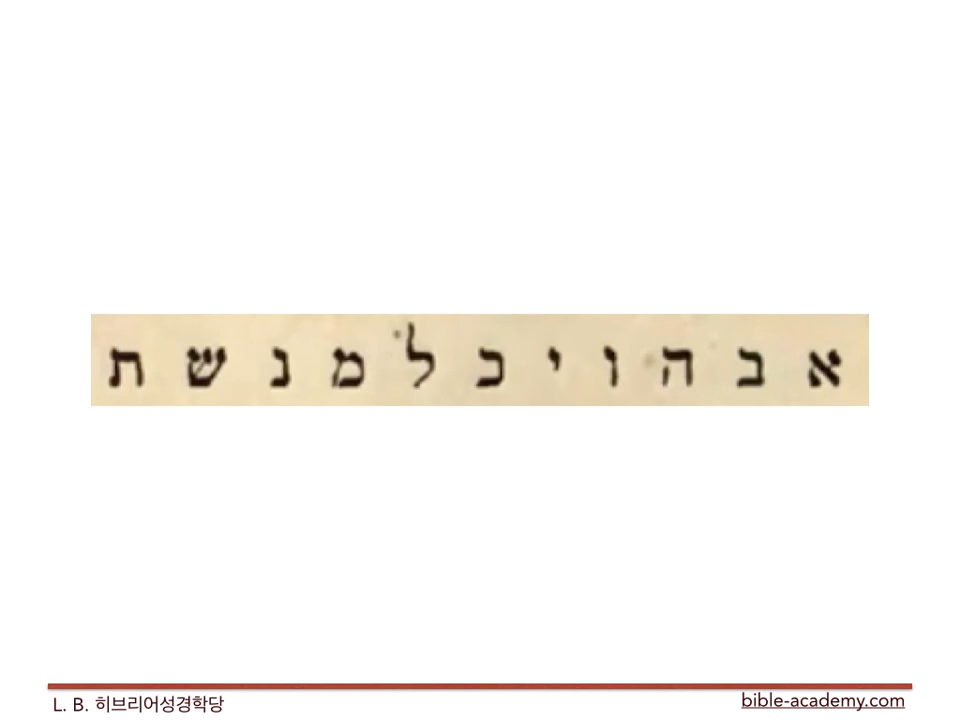 א ב ה ו י כ ל מ נ ש ת
L. B. 히브리어성경학당
bible-academy.com